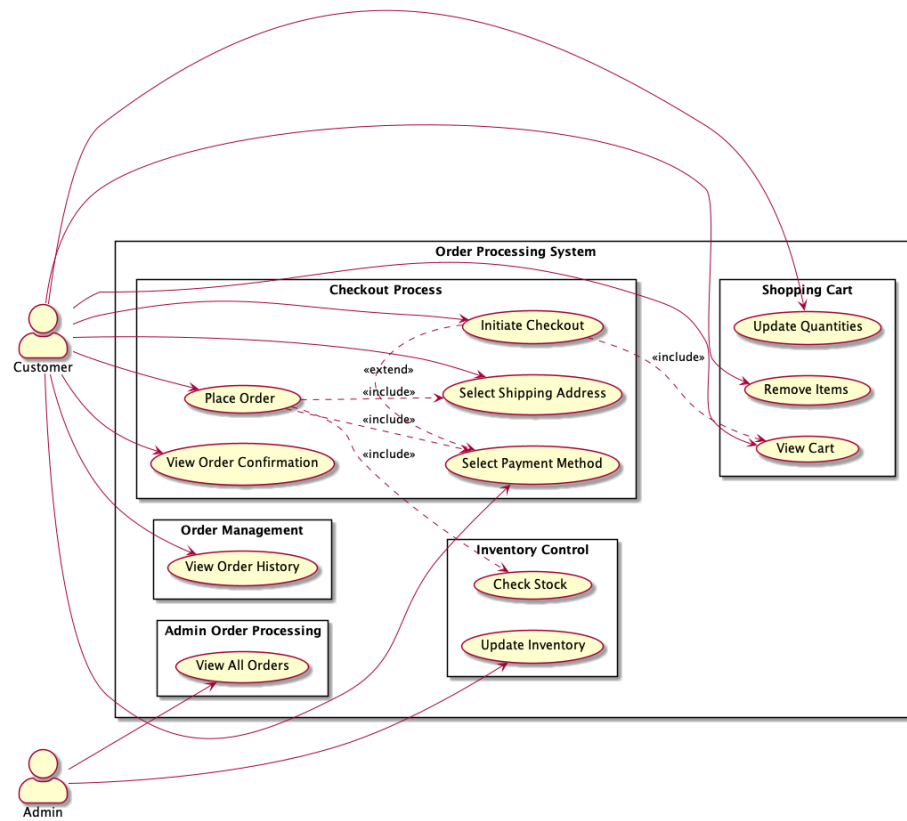 Order Processing System
Checkout Process
Shopping Cart
Initiate Checkout
Update Quantities
Customer
«extend»
«include»
Select Shipping Address
Remove Items
Place Order
«include»
«include»
View Cart
«include»
View Order Confirmation
Select Payment Method
Order Management
View Order History
Inventory Control
Check Stock
Admin Order Processing
Update Inventory
View All Orders
Admin